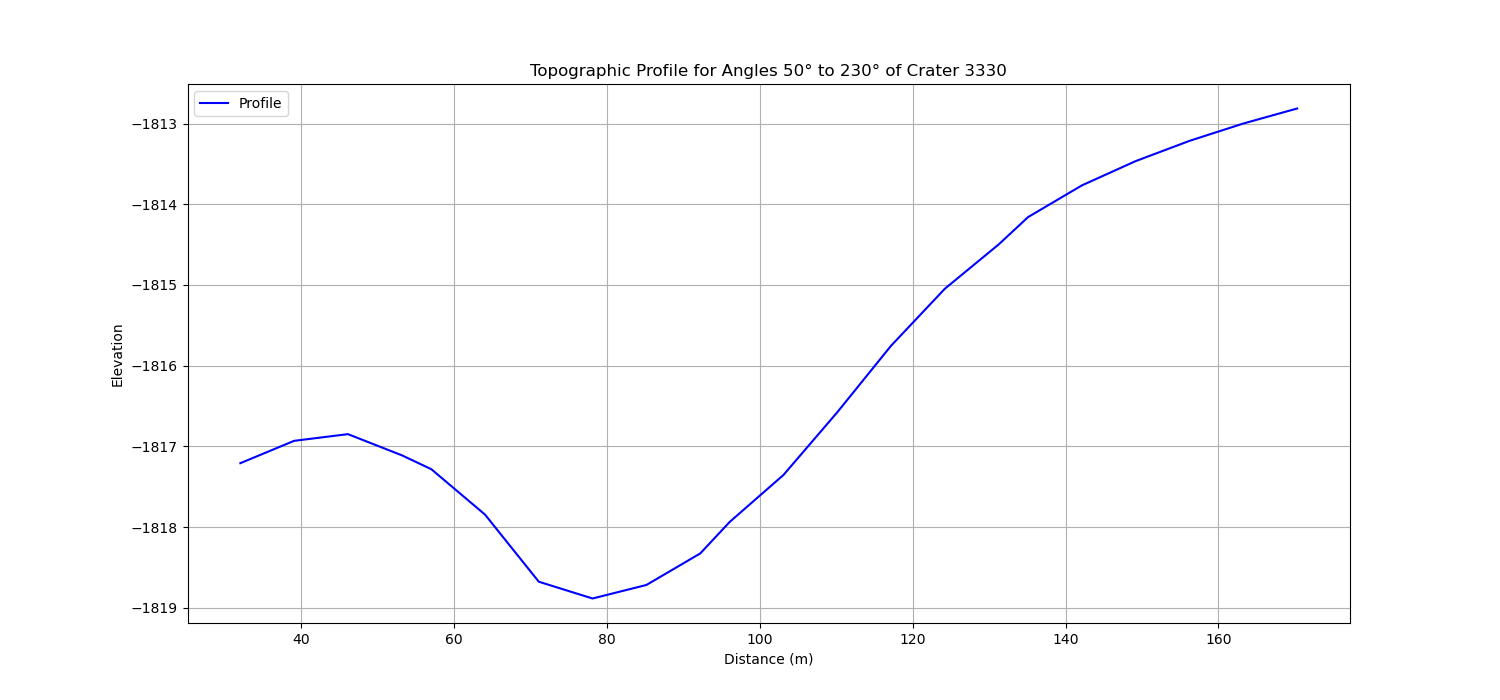 Topographic Profile for Angles 50° to 230° of Crater 3330
Profile
−1813
−1814
−1815
−1816
−1817
−1818
−1819
Elevation
40 60 80 100 120 140 160
Distance (m)